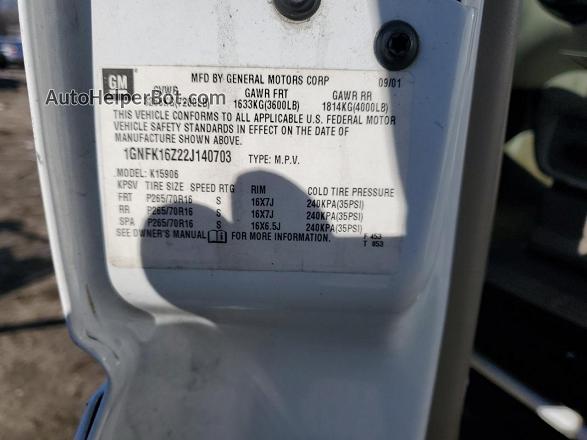 GM
MFD BY GENERAL MOTORS CORP 09/01
GVWR GAWR FRT GAWR RR
(7200LB) 1633KG(3600LB) 1814KG(4000LB)
AutoHelperBot.com
THIS VEHICLE CONFORMS TO ALL APPLICABLE U.S. FEDERAL MOTOR
VEHICLE SAFETY STANDARDS IN EFFECT ON THE DATE OF
MANUFACTURE SHOWN ABOVE.
1GNFK16Z22J140703 TYPE: M.P.V.
MODEL: K15906
KPSV TIRE SIZE SPEED RTG RIM COLD TIRE PRESSURE
FRT P265/70R16 S 16X7J 240KPA(35PSI)
RR P265/70R16 S 16X7J 240KPA(35PSI)
SPA P265/70R16 S 16X6.5J 240KPA(35PSI)
SEE OWNER'S MANUAL FOR MORE INFORMATION.
F 453
T 853